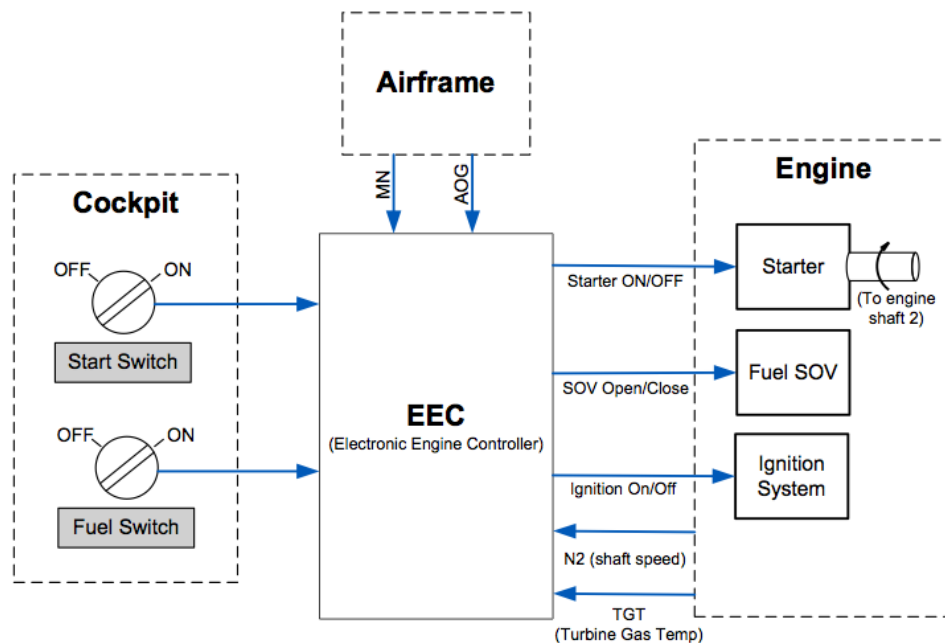 Airframe
MN
AOG
Cockpit
OFF
ON
Start Switch
OFF
ON
Fuel Switch
EEC
(Electronic Engine Controller)
Starter ON/OFF
SOV Open/Close
Ignition On/Off
N2 (shaft speed)
TGT
(Turbine Gas Temp)
Engine
Starter
(To engine
shaft 2)
Fuel SOV
Ignition
System